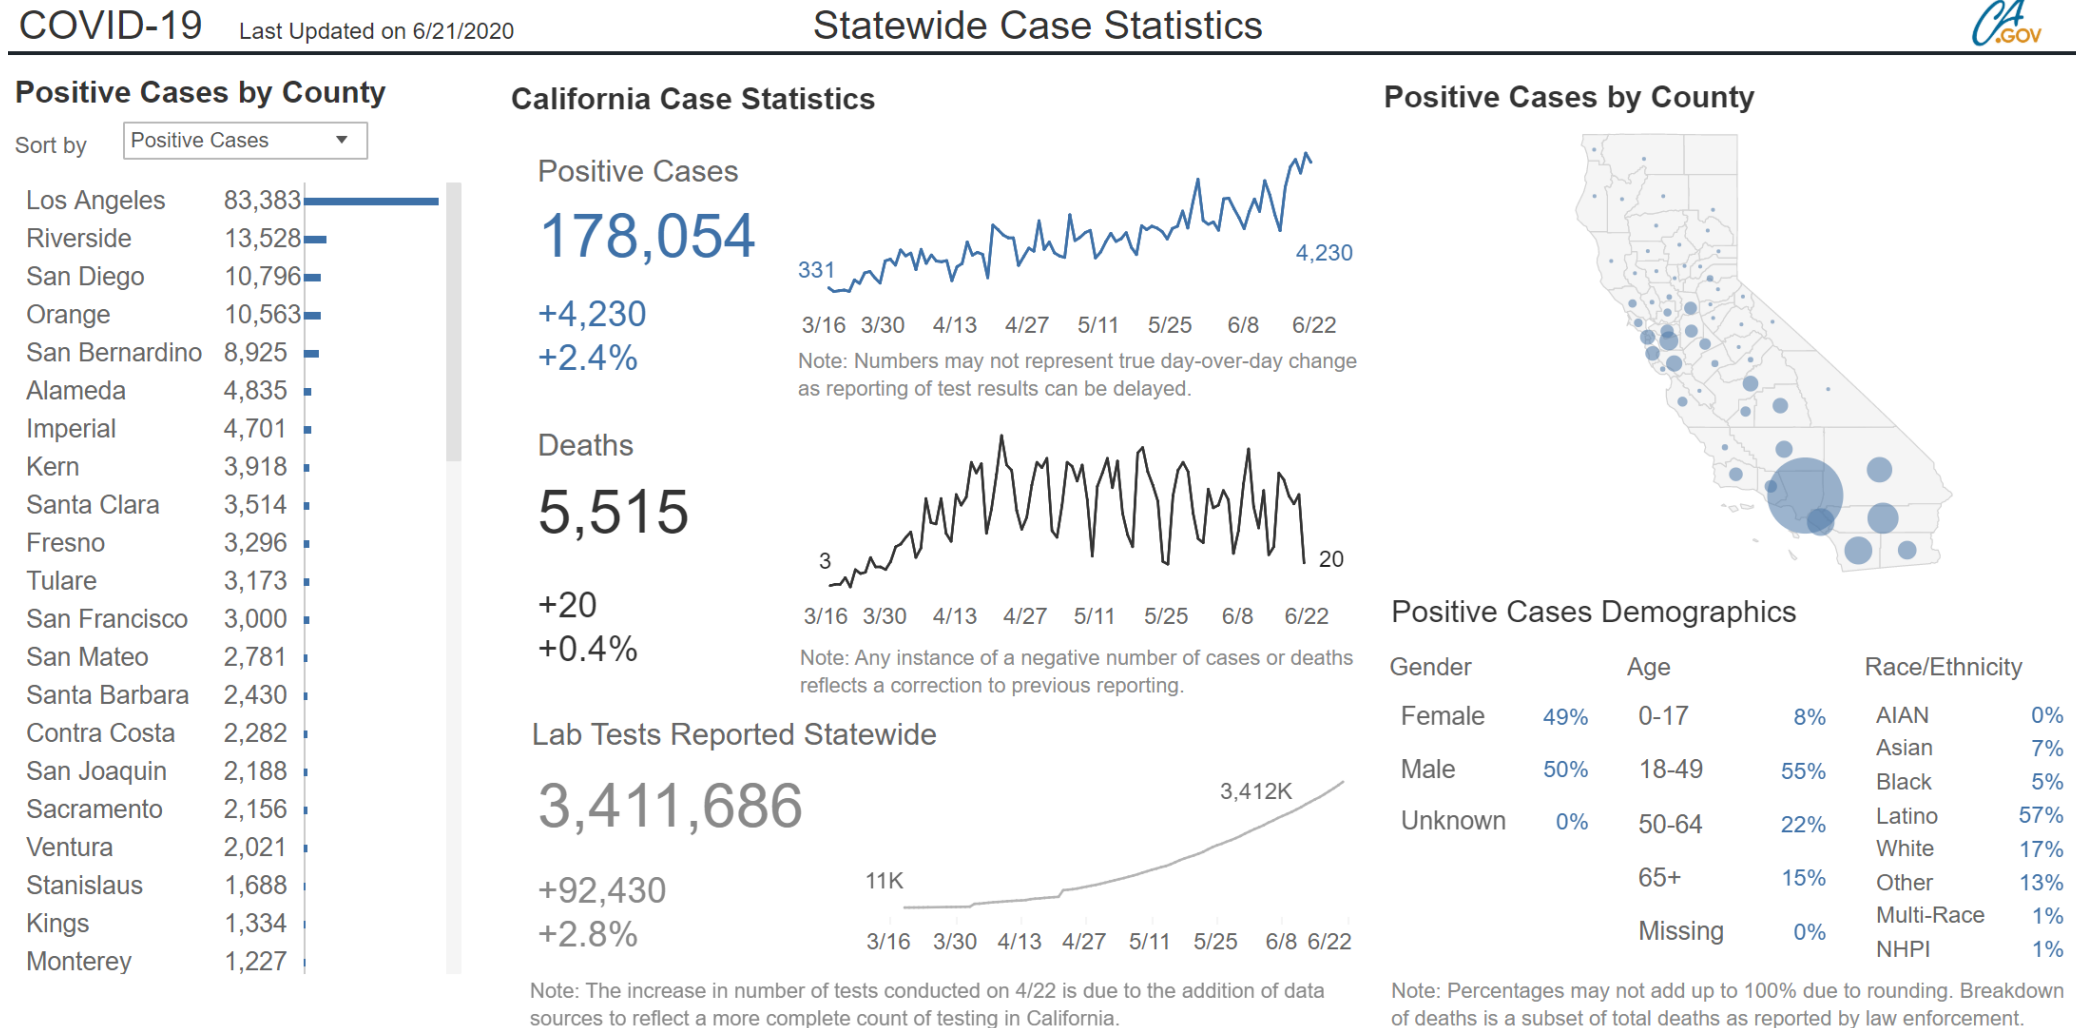 COVID-19 Last Updated on 6/21/2020
Statewide Case Statistics
CA
.GOV
Positive Cases by County
Sort by Positive Cases
Los Angeles 83,383
Riverside 13,528
San Diego 10,796
Orange 10,563
San Bernardino 8,925
Alameda 4,835
Imperial 4,701
Kern 3,918
Santa Clara 3,514
Fresno 3,296
Tulare 3,173
San Francisco 3,000
San Mateo 2,781
Santa Barbara 2,430
Contra Costa 2,282
San Joaquin 2,188
Sacramento 2,156
Ventura 2,021
Stanislaus 1,688
Kings 1,334
Monterey 1,227
California Case Statistics
Positive Cases
178,054
+4,230
+2.4%
331
4,230
3/16 3/30 4/13 4/27 5/11 5/25 6/8 6/22
Note: Numbers may not represent true day-over-day change
as reporting of test results can be delayed.
Deaths
5,515
+20
+0.4%
3
20
3/16 3/30 4/13 4/27 5/11 5/25 6/8 6/22
Note: Any instance of a negative number of cases or deaths
reflects a correction to previous reporting.
Lab Tests Reported Statewide
3,411,686
+92,430
+2.8%
11K
3,412K
3/16 3/30 4/13 4/27 5/11 5/25 6/8 6/22
Note: The increase in number of tests conducted on 4/22 is due to the addition of data
sources to reflect a more complete count of testing in California.
Positive Cases by County
Positive Cases Demographics
Gender
Female 49%
Male 50%
Unknown 0%
Age
0-17 8%
18-49 55%
50-64 22%
65+ 15%
Missing 0%
Race/Ethnicity
AIAN 0%
Asian 7%
Black 5%
Latino 57%
White 17%
Other 13%
Multi-Race 1%
NHPI 1%
Note: Percentages may not add up to 100% due to rounding. Breakdown
of deaths is a subset of total deaths as reported by law enforcement.